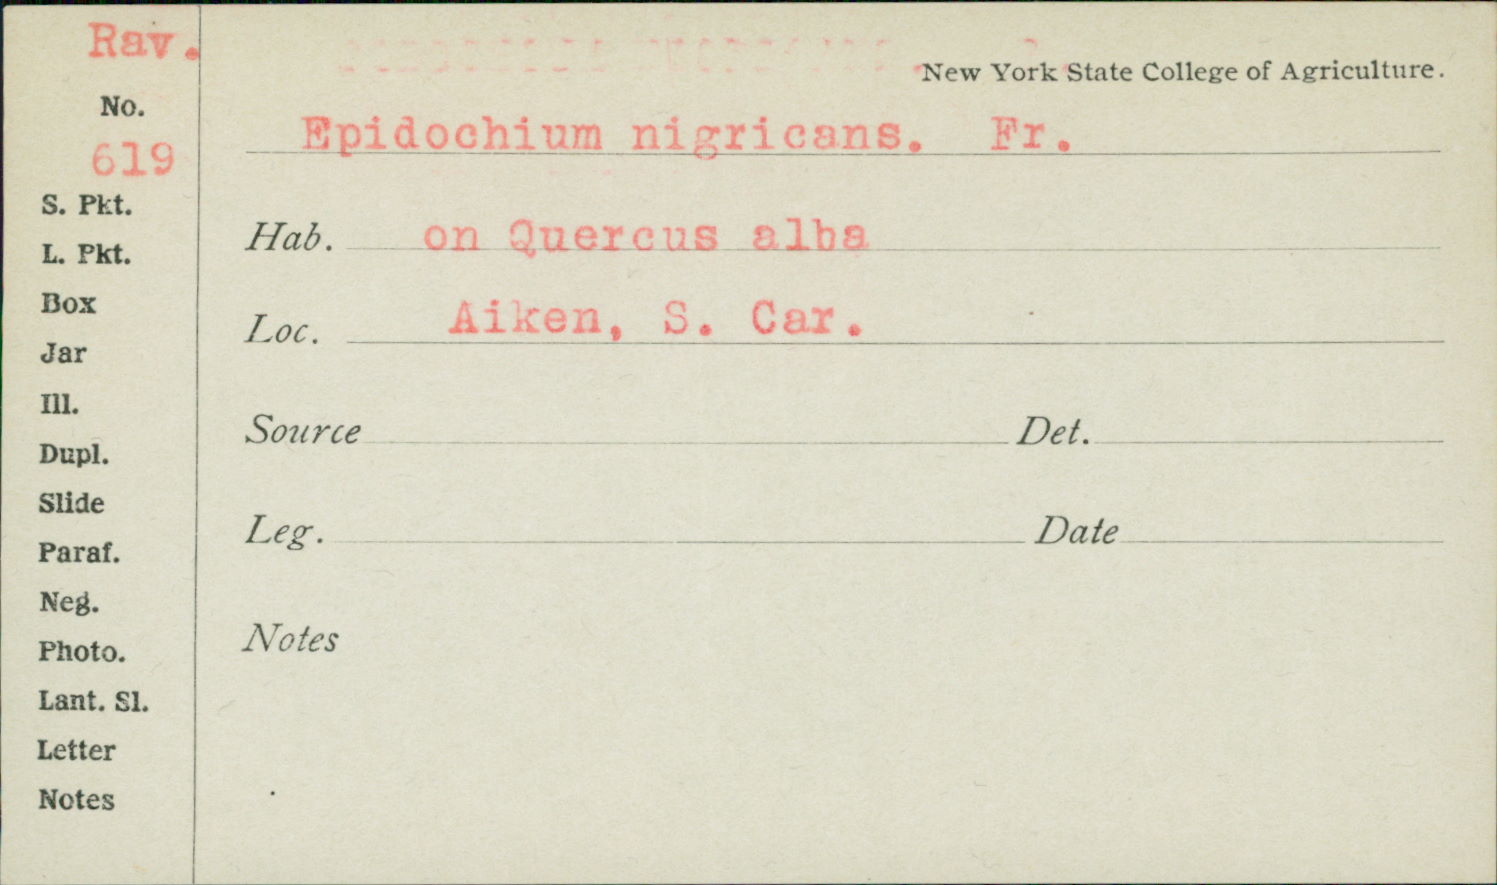 Rav.
No.
619
S. Pkt.
L. Pkt.
Box
Jar
Ill.
Dupl.
Slide
Paraf.
Neg.
Photo.
Lant. Sl.
Letter
Notes
New York State College of Agriculture.
Epidochium nigricans. Fr.
Hab. on Quercus alba
Loc. Aiken, S. Car.
Source Det.
Leg. Date
Notes